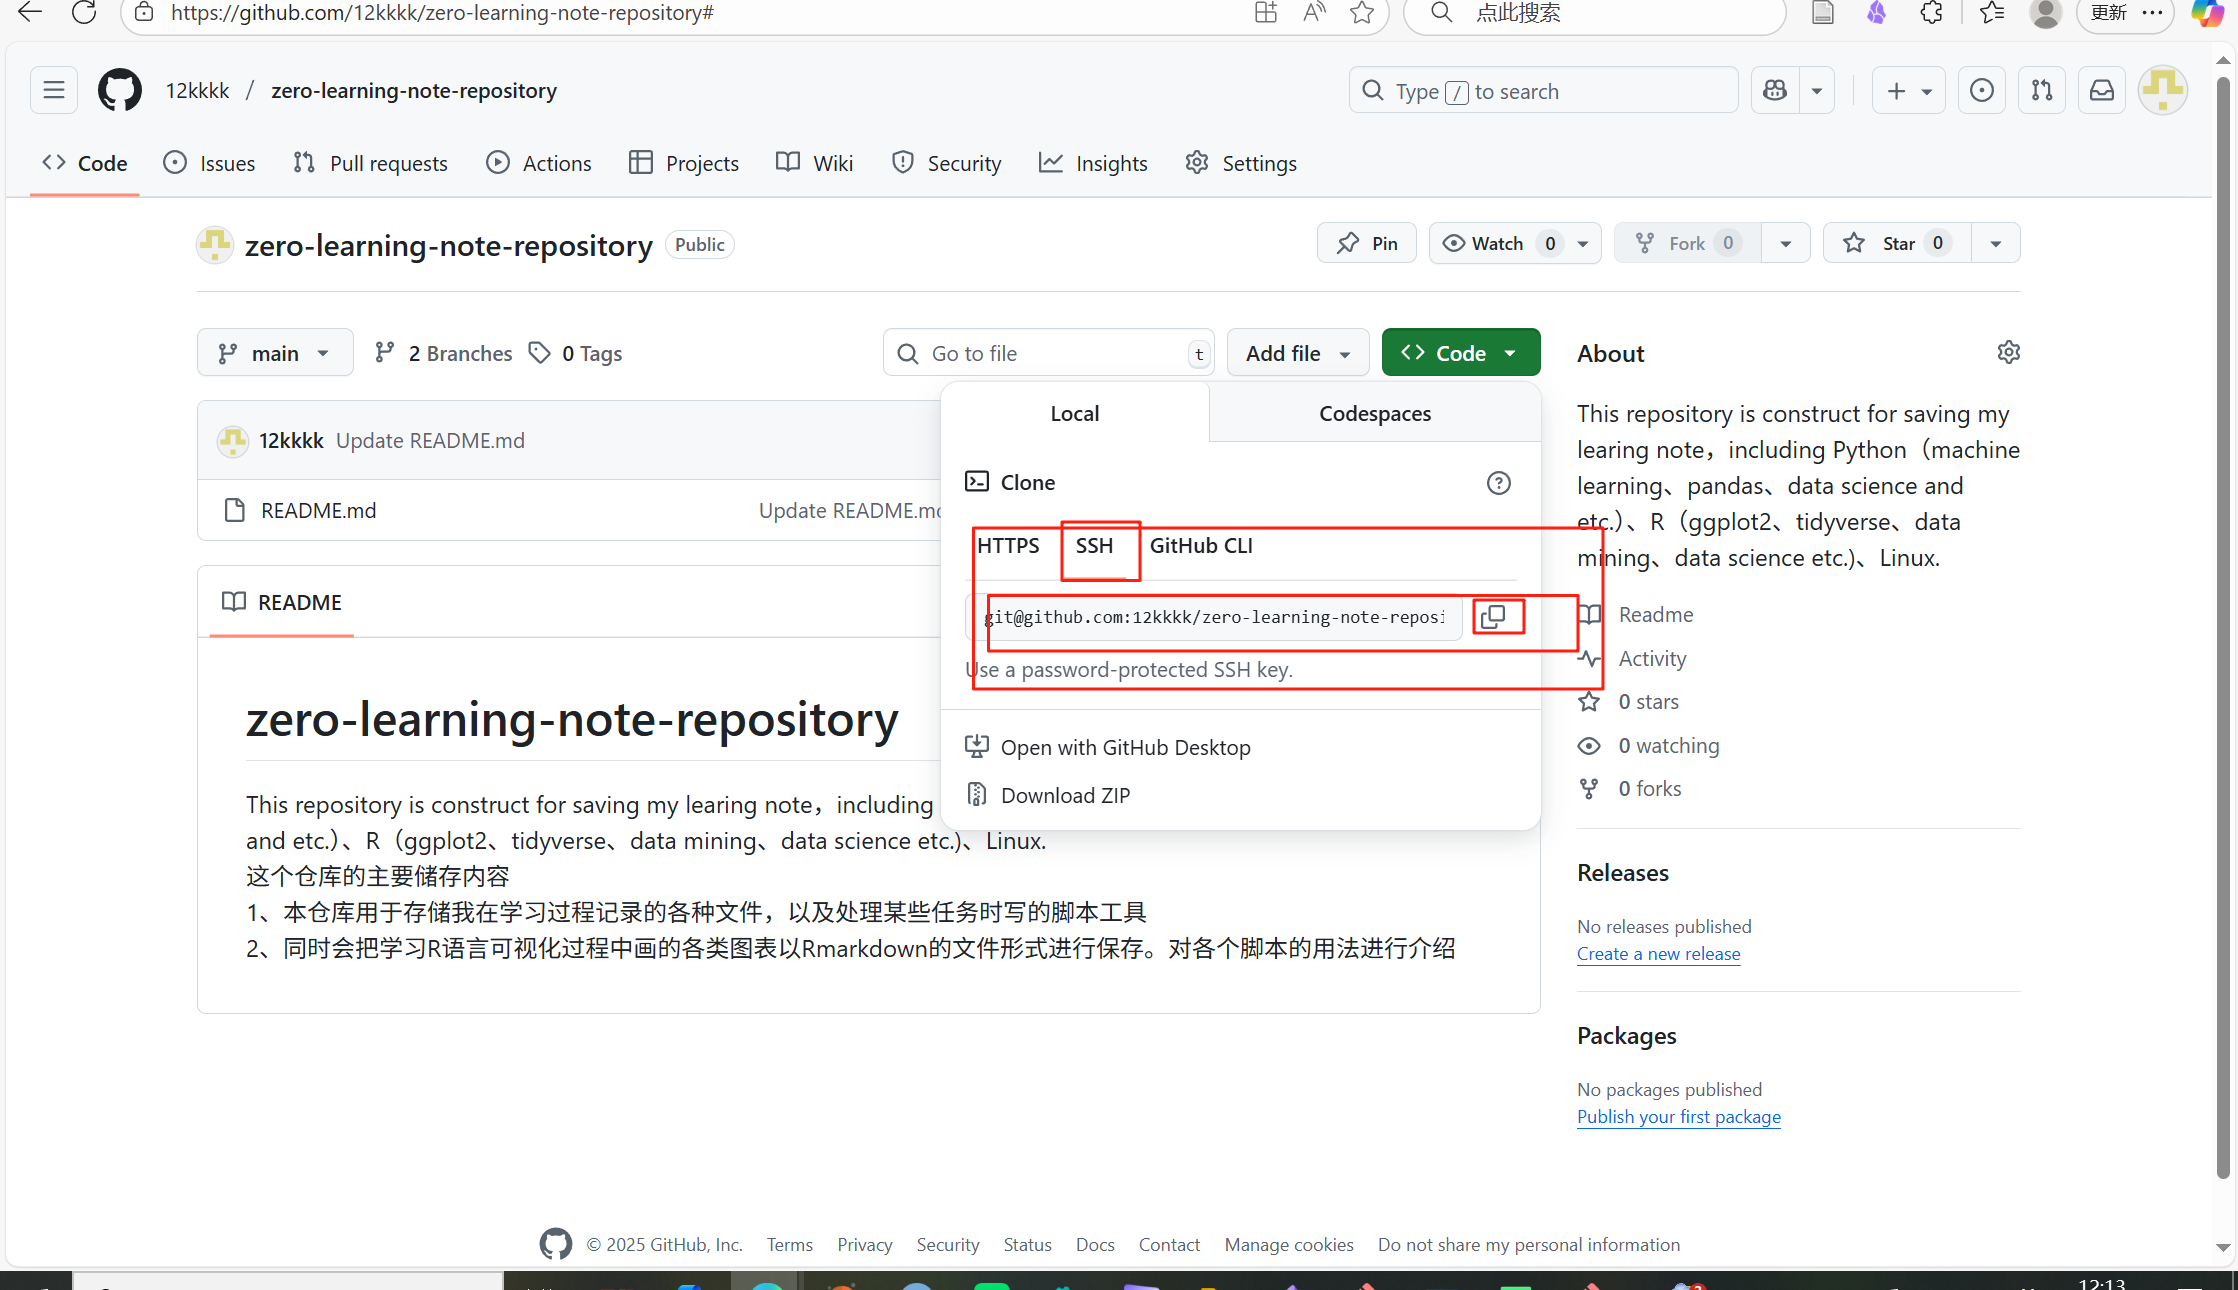 https://github.com/12kkkk/zero-learning-note-repository#
点此搜索
更新
12kkkk / zero-learning-note-repository
Type / to search
Code
Issues
Pull requests
Actions
Projects
Wiki
Security
Insights
Settings
zero-learning-note-repository Public
Pin
Watch 0
Fork 0
Star 0
main
2 Branches
0 Tags
Go to file t
Add file
Code
Local
Codespaces
12kkkk Update README.md
README.md
Update README.md
Clone
HTTPS
SSH
GitHub CLI
git@github.com:12kkkk/zero-learning-note-reposi
Use a password-protected SSH key.
Open with GitHub Desktop
Download ZIP
README
zero-learning-note-repository
This repository is construct for saving my learing note，including
and etc.）、R（ggplot2、tidyverse、data mining、data science etc.)、Linux.
这个仓库的主要储存内容
1、本仓库用于存储我在学习过程记录的各种文件，以及处理某些任务时写的脚本工具
2、同时会把学习R语言可视化过程中画的各类图表以Rmarkdown的文件形式进行保存。对各个脚本的用法进行介绍
About
This repository is construct for saving my
learing note，including Python（machine
learning、pandas、data science and
etc.）、R（ggplot2、tidyverse、data
mining、data science etc.)、Linux.
Readme
Activity
0 stars
0 watching
0 forks
Releases
No releases published
Create a new release
Packages
No packages published
Publish your first package
© 2025 GitHub, Inc.
Terms
Privacy
Security
Status
Docs
Contact
Manage cookies
Do not share my personal information
12:13